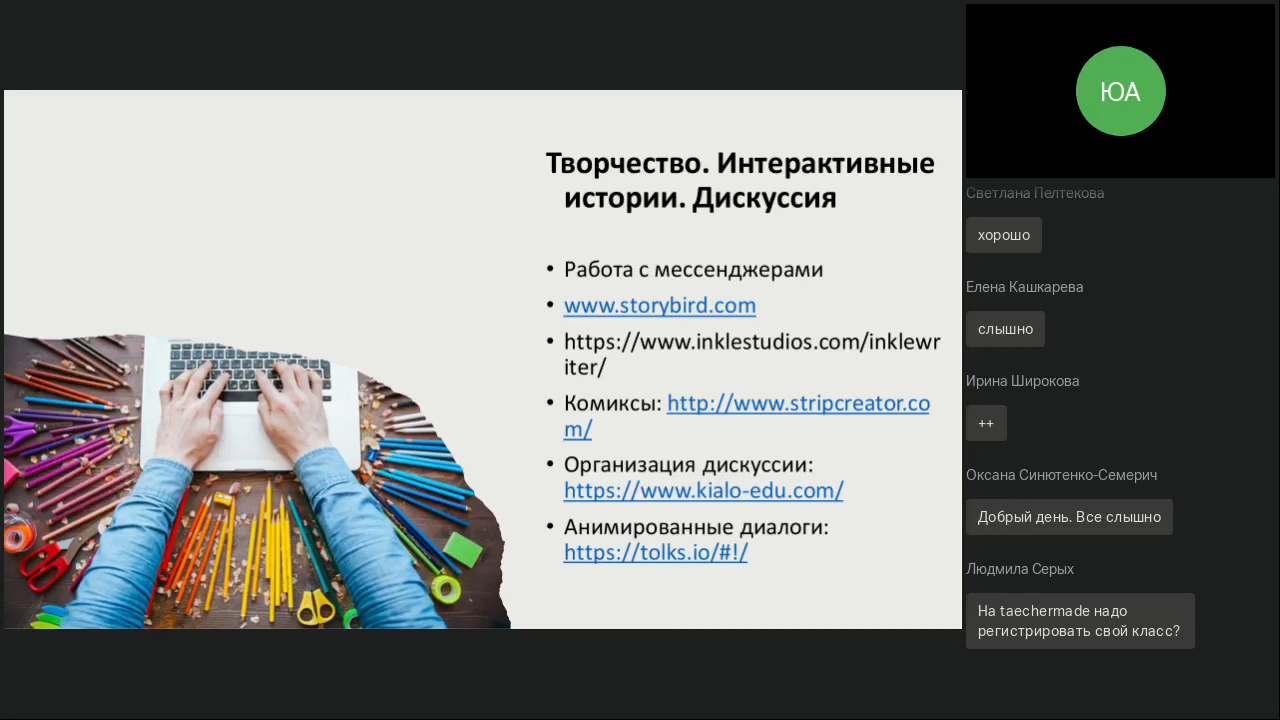 Творчество. Интерактивные
истории. Дискуссия
• Работа с мессенджерами
• www.storybird.com
• https://www.inklestudios.com/inklewr
iter/
• Комиксы: http://www.stripcreator.co
m/
• Организация дискуссии:
https://www.kialo-edu.com/
• Анимированные диалоги:
https://tolks.io/#!/
ЮА
Светлана Пелтекова
хорошо
Елена Кашкарева
слышно
Ирина Широкова
++
Оксана Синютенко-Семерич
Добрый день. Все слышно
Людмила Серых
На taechermade надо
регистрировать свой класс?